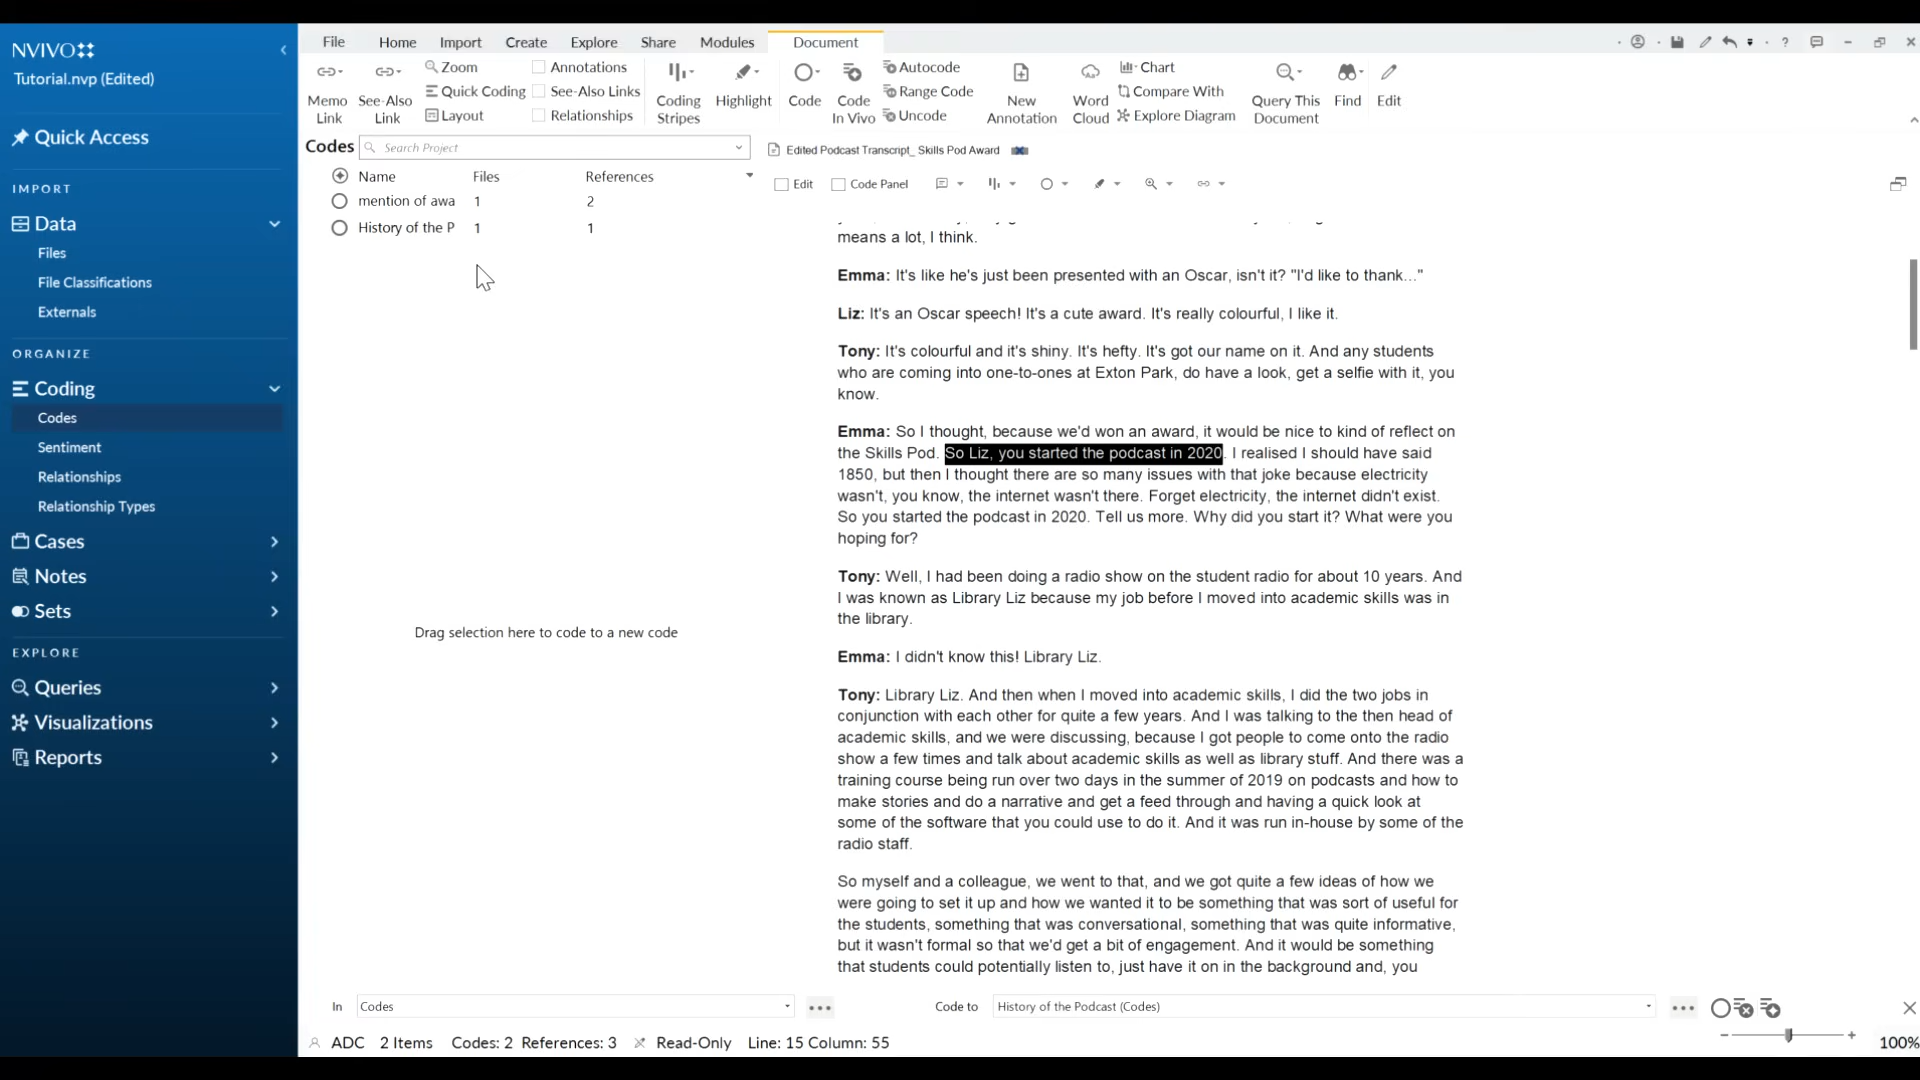 NVIVO
Tutorial.nvp (Edited)
Quick Access
IMPORT
Data
Files
File Classifications
Externals
ORGANIZE
Coding
Codes
Sentiment
Relationships
Relationship Types
Cases
Notes
Sets
EXPLORE
Queries
Visualizations
Reports
File Home Import Create Explore Share Modules Document
Memo Link
See-Also Link
Zoom
Quick Coding
Layout
Annotations
See-Also Links
Relationships
Coding Stripes
Highlight
Code
Code In Vivo
Autocode
Range Code
Uncode
New Annotation
Word Cloud
Chart
Compare With
Explore Diagram
Query This Document
Find
Edit
Codes
Search Project
Name Files References
mention of awa 1 2
History of the P 1 1
Drag selection here to code to a new code
Edited Podcast Transcript_ Skills Pod Award
Edit Code Panel
means a lot, I think.
Emma: It's like he's just been presented with an Oscar, isn't it? "I'd like to thank..."
Liz: It's an Oscar speech! It's a cute award. It's really colourful, I like it.
Tony: It's colourful and it's shiny. It's hefty. It's got our name on it. And any students
who are coming into one-to-ones at Exton Park, do have a look, get a selfie with it, you
know.
Emma: So I thought, because we'd won an award, it would be nice to kind of reflect on
the Skills Pod. So Liz, you started the podcast in 2020. I realised I should have said
1850, but then I thought there are so many issues with that joke because electricity
wasn't, you know, the internet wasn't there. Forget electricity, the internet didn't exist.
So you started the podcast in 2020. Tell us more. Why did you start it? What were you
hoping for?
Tony: Well, I had been doing a radio show on the student radio for about 10 years. And
I was known as Library Liz because my job before I moved into academic skills was in
the library.
Emma: I didn't know this! Library Liz.
Tony: Library Liz. And then when I moved into academic skills, I did the two jobs in
conjunction with each other for quite a few years. And I was talking to the then head of
academic skills, and we were discussing, because I got people to come onto the radio
show a few times and talk about academic skills as well as library stuff. And there was a
training course being run over two days in the summer of 2019 on podcasts and how to
make stories and do a narrative and get a feed through and having a quick look at
some of the software that you could use to do it. And it was run in-house by some of the
radio staff.
So myself and a colleague, we went to that, and we got quite a few ideas of how we
were going to set it up and how we wanted it to be something that was sort of useful for
the students, something that was conversational, something that was quite informative,
but it wasn't formal so that we'd get a bit of engagement. And it would be something
that students could potentially listen to, just have it on in the background and, you
In Codes
Code to History of the Podcast (Codes)
ADC 2 Items Codes: 2 References: 3 Read-Only Line: 15 Column: 55
100%